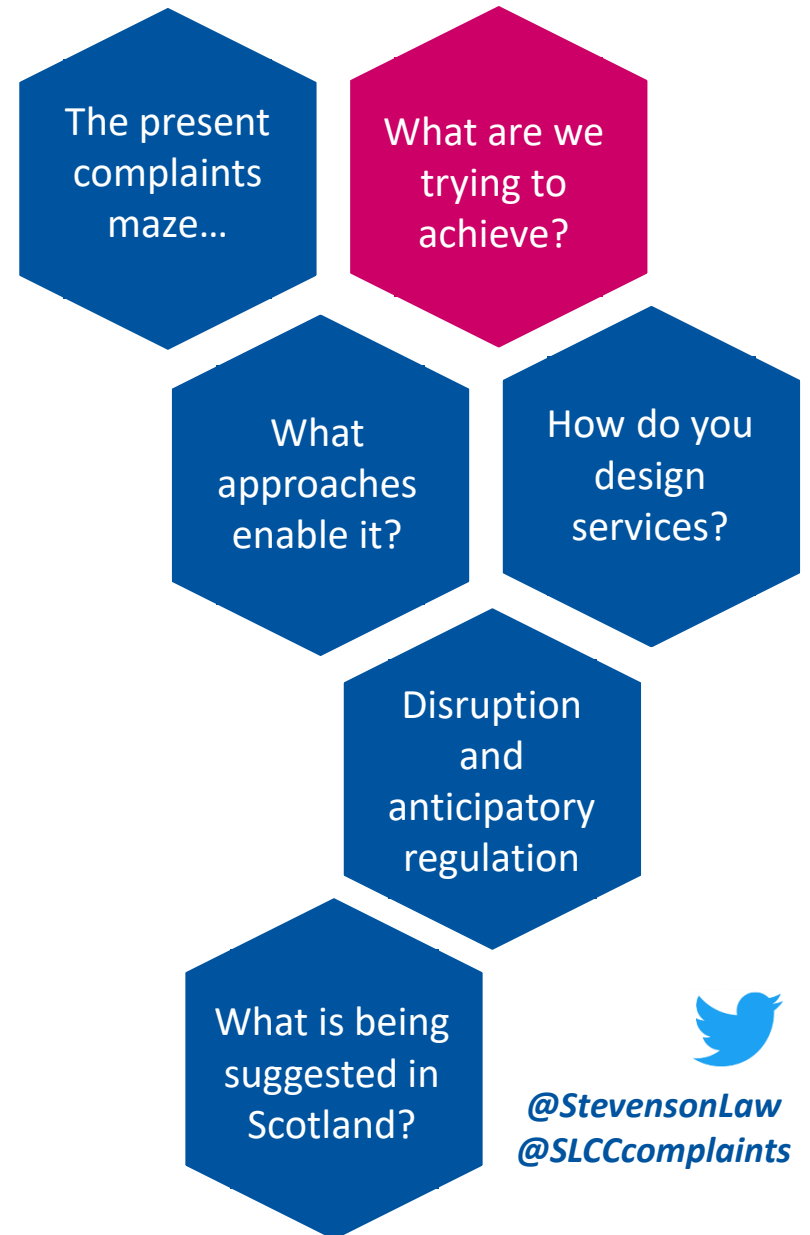 The present
complaints
maze…
What are we
trying to
achieve?
What
approaches
enable it?
How do you
design
services?
Disruption
and
anticipatory
regulation
What is being
suggested in
Scotland?
@StevensonLaw
@SLCCcomplaints